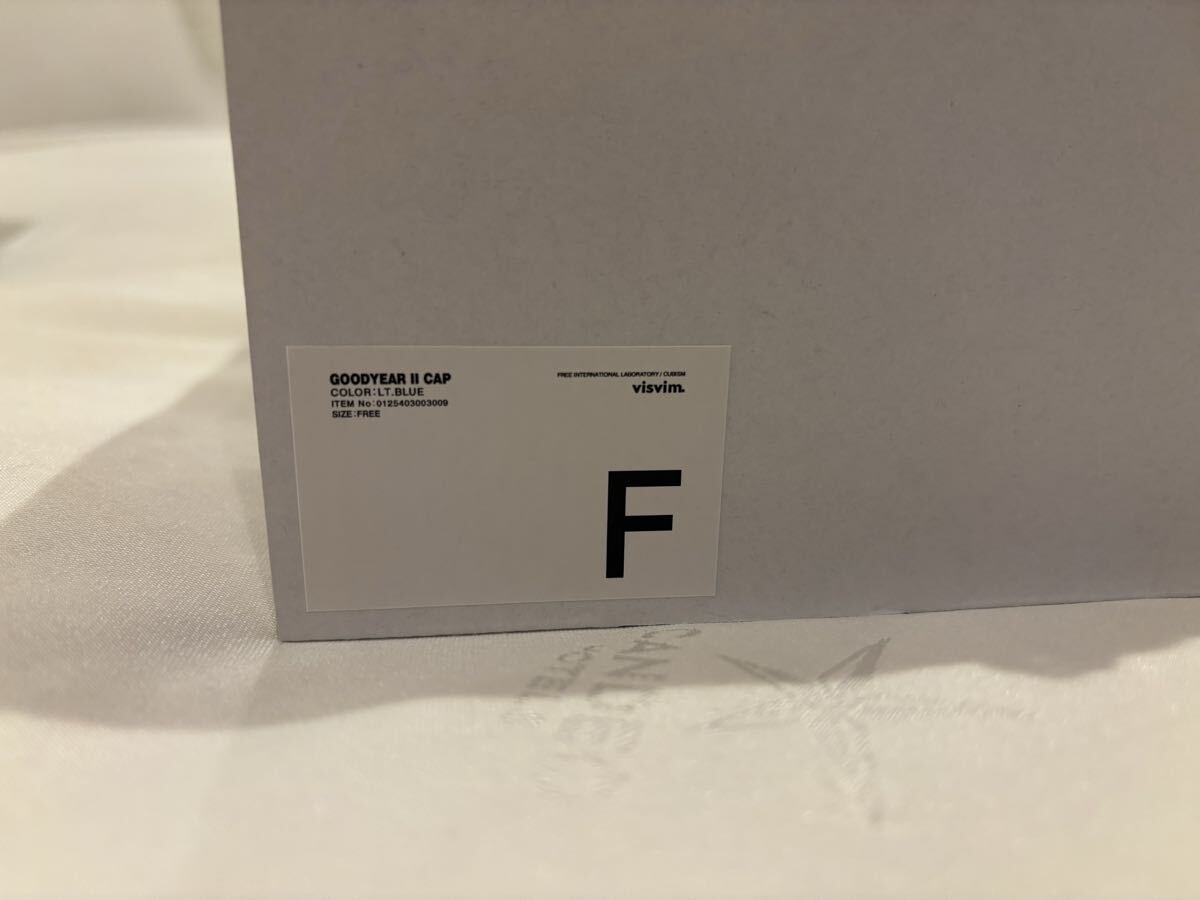 GOODYEAR II CAP
COLOR:LT.BLUE
ITEM No:0125403003009
SIZE:FREE
FREE INTERNATIONAL LABORATORY / CUBISM
visvim.
F